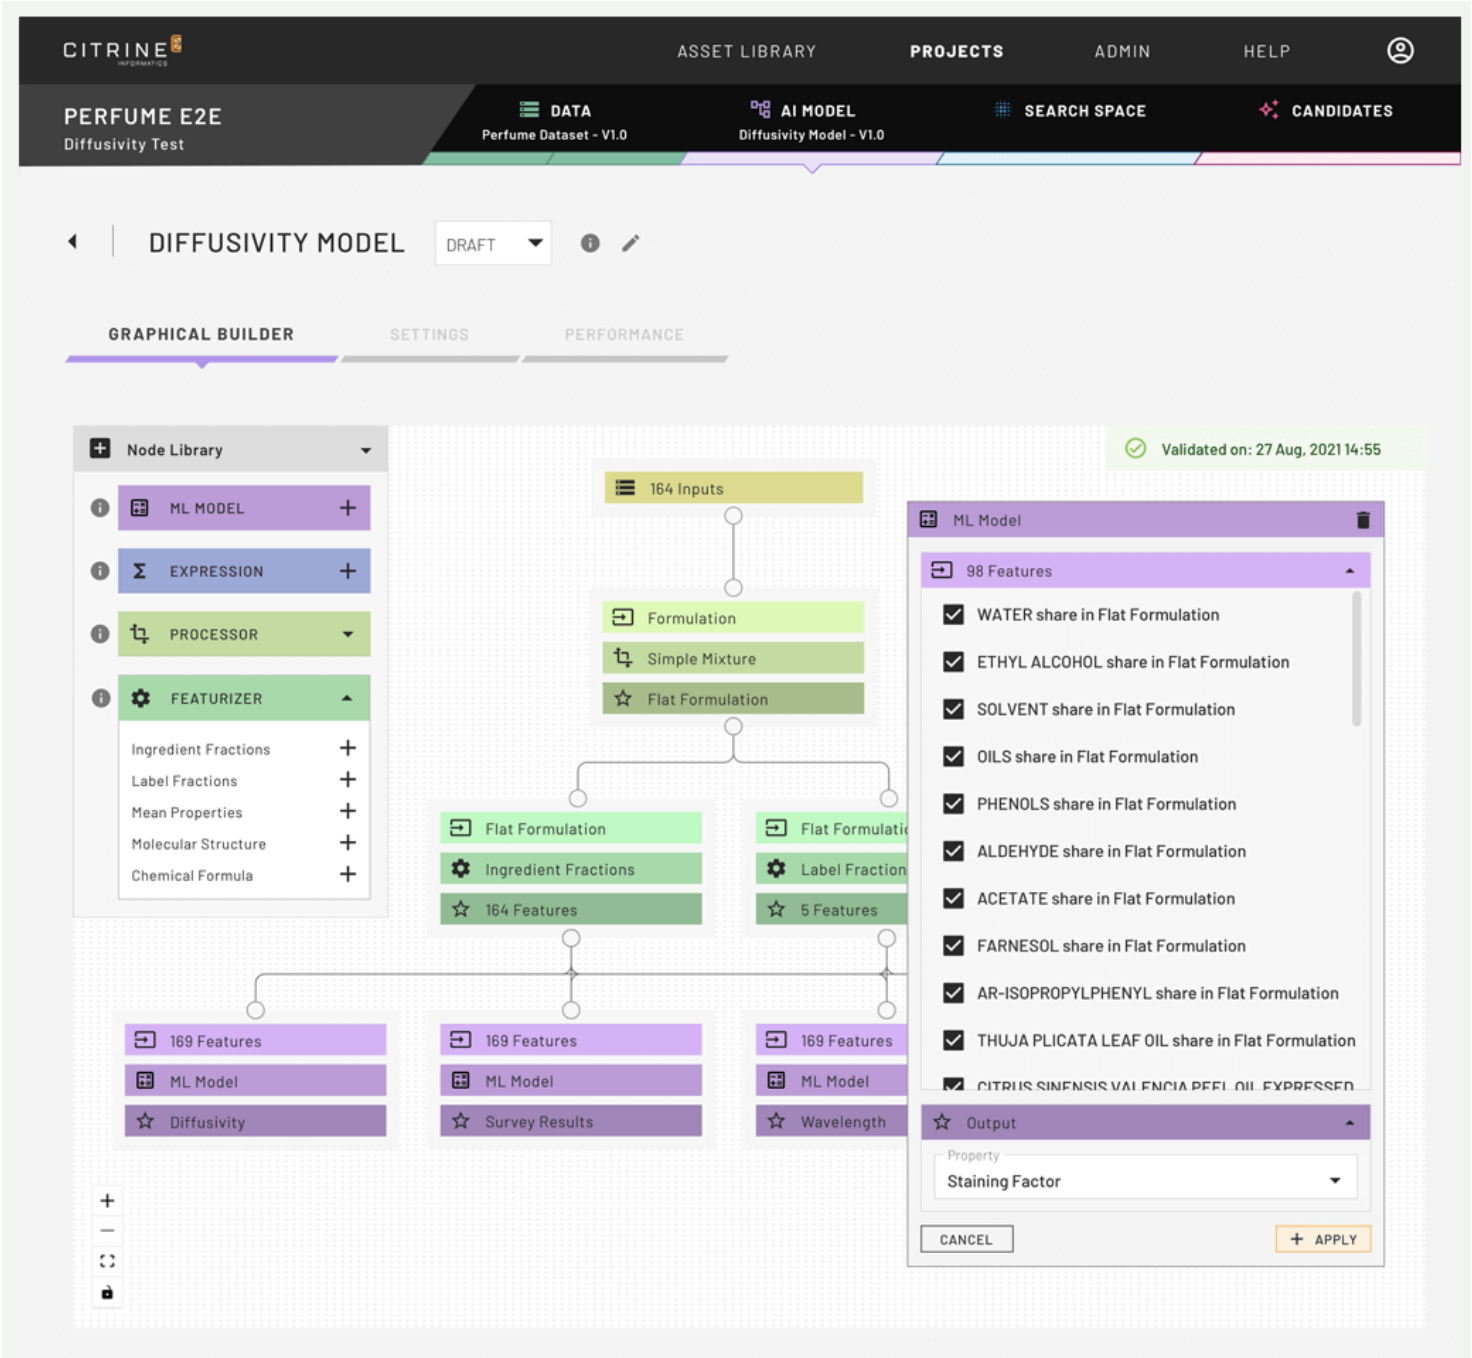 CITRINE
INFORMATICS
ASSET LIBRARY
PROJECTS
ADMIN
HELP
PERFUME E2E
Diffusivity Test
DATA
Perfume Dataset - V1.0
AI MODEL
Diffusivity Model - V1.0
SEARCH SPACE
CANDIDATES
DIFFUSIVITY MODEL
DRAFT
GRAPHICAL BUILDER
SETTINGS
PERFORMANCE
Node Library
ML MODEL
EXPRESSION
PROCESSOR
FEATURIZER
Ingredient Fractions
Label Fractions
Mean Properties
Molecular Structure
Chemical Formula
Validated on: 27 Aug, 2021 14:55
164 Inputs
Formulation
Simple Mixture
Flat Formulation
Flat Formulation
Ingredient Fractions
164 Features
Flat Formulatio
Label Fraction
5 Features
169 Features
ML Model
Diffusivity
169 Features
ML Model
Survey Results
169 Features
ML Model
Wavelength
ML Model
98 Features
WATER share in Flat Formulation
ETHYL ALCOHOL share in Flat Formulation
SOLVENT share in Flat Formulation
OILS share in Flat Formulation
PHENOLS share in Flat Formulation
ALDEHYDE share in Flat Formulation
ACETATE share in Flat Formulation
FARNESOL share in Flat Formulation
AR-ISOPROPYLPHENYL share in Flat Formulation
THUJA PLICATA LEAF OIL share in Flat Formulation
CITRUS SINENSIS VALENCIA PEEL OIL EXPRESSED
Output
Property
Staining Factor
CANCEL
APPLY